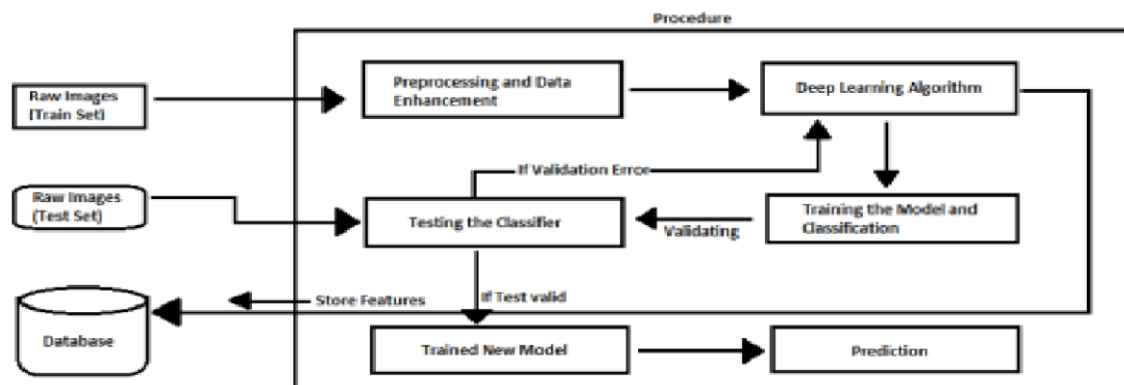 Procedure
Raw Images
(Train Set)
Preprocessing and Data
Enhancement
Deep Learning Algorithm
If Validation Error
Raw Images
(Test Set)
Testing the Classifier
Validating
Training the Model and
Classification
Store Features
If Test valid
Database
Trained New Model
Prediction